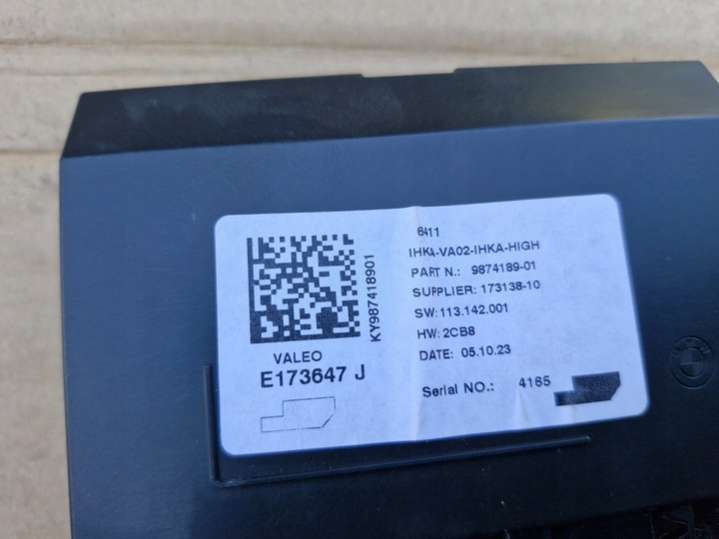 6411
IHKA-VA02-IHKA-HIGH
PART N.: 9874189-01
SUPPLIER: 173138-10
SW: 113.142.001
HW: 2CB8
DATE: 05.10.23
Serial NO.: 4165
KY987418901
VALEO
E173647 J